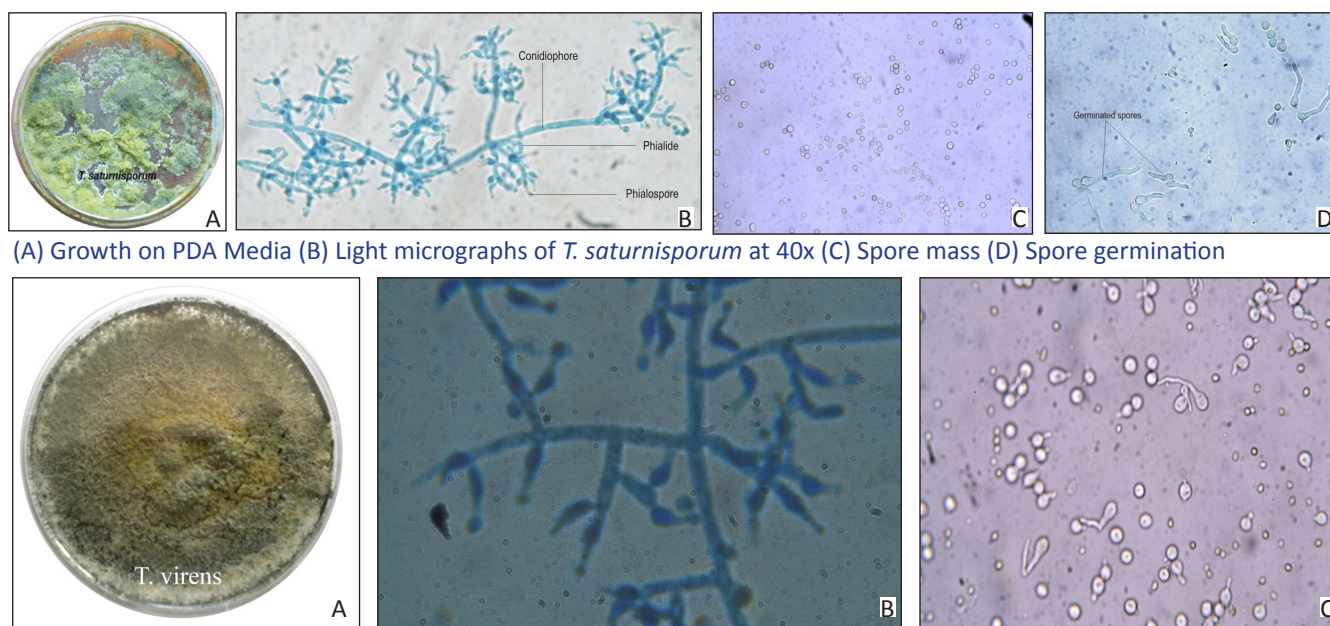 T. saturnisporum
A
Conidiophore
Phialide
Phialospore
B
C
Germinated spores
D
(A) Growth on PDA Media (B) Light micrographs of T. saturnisporum at 40x (C) Spore mass (D) Spore germination
T. virens
A
B
C